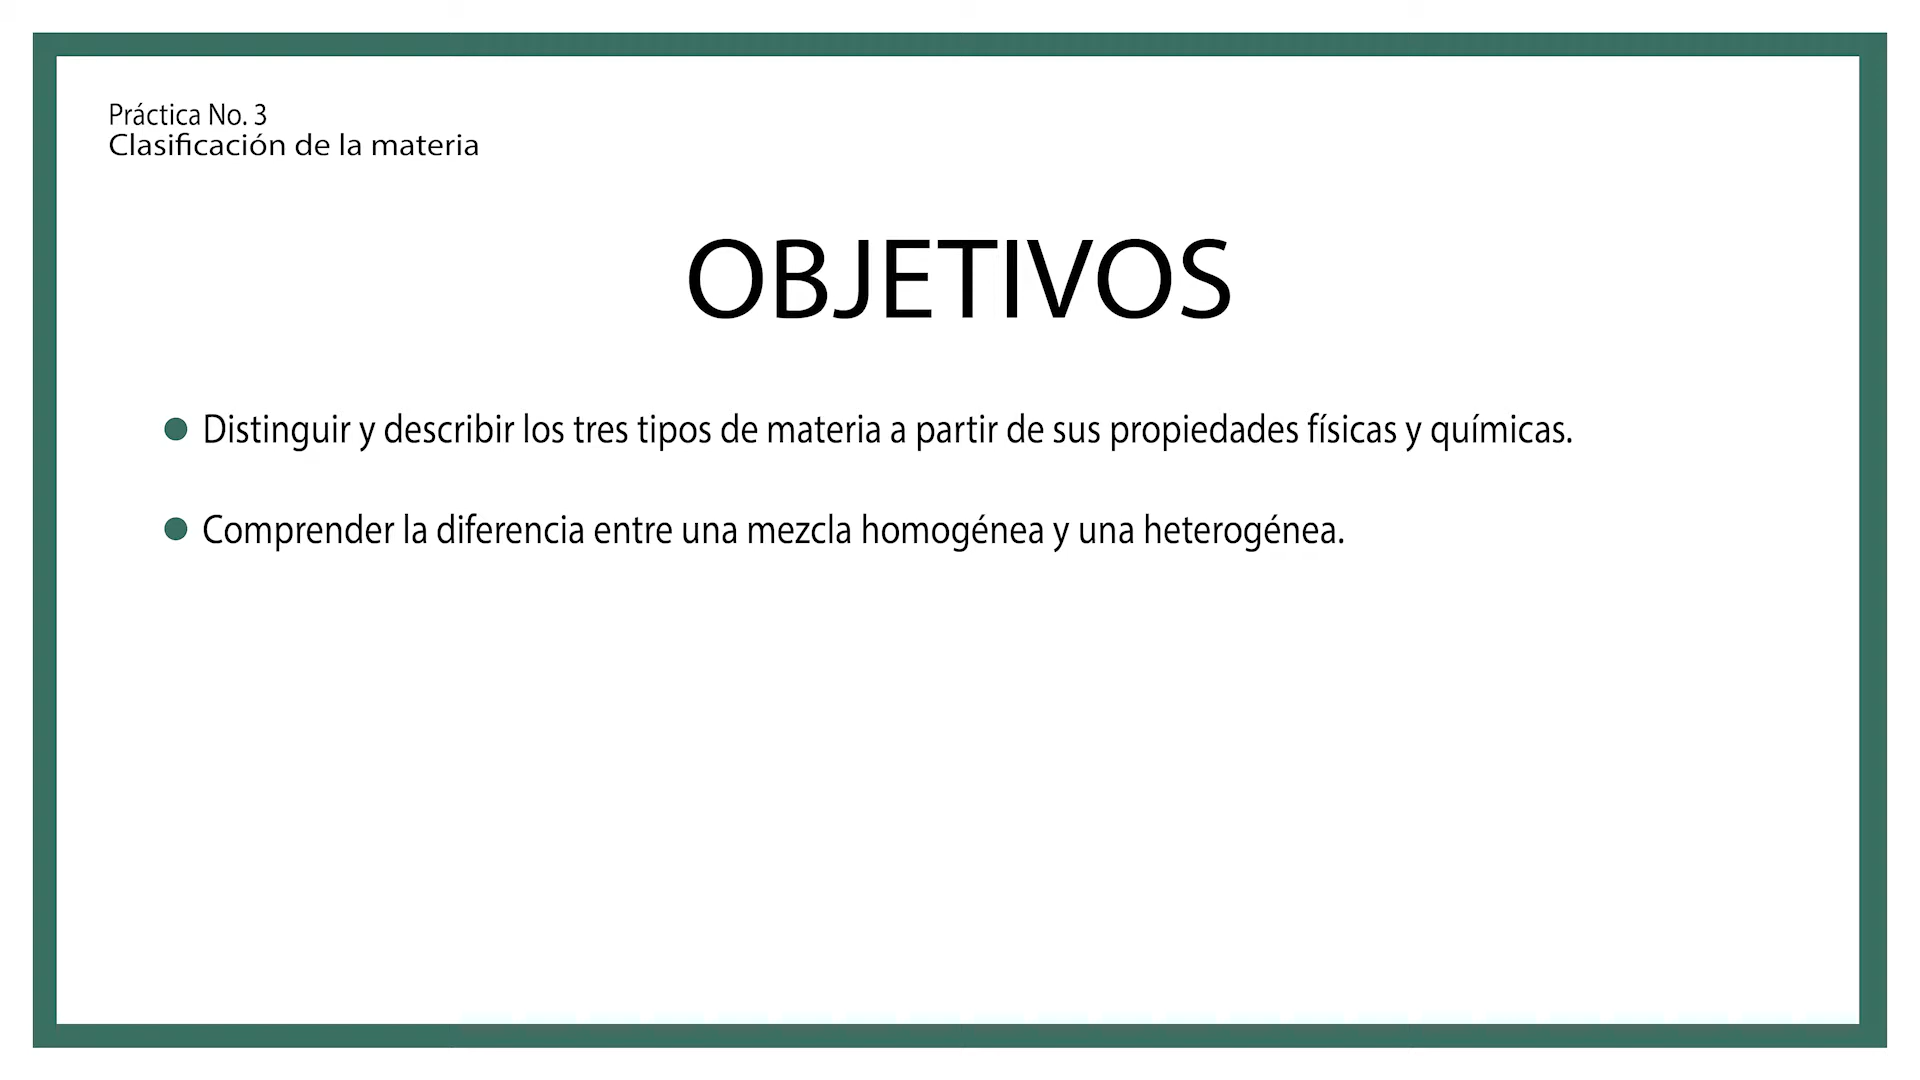 Práctica No. 3
Clasificación de la materia
OBJETIVOS
Distinguir y describir los tres tipos de materia a partir de sus propiedades físicas y químicas.
Comprender la diferencia entre una mezcla homogénea y una heterogénea.